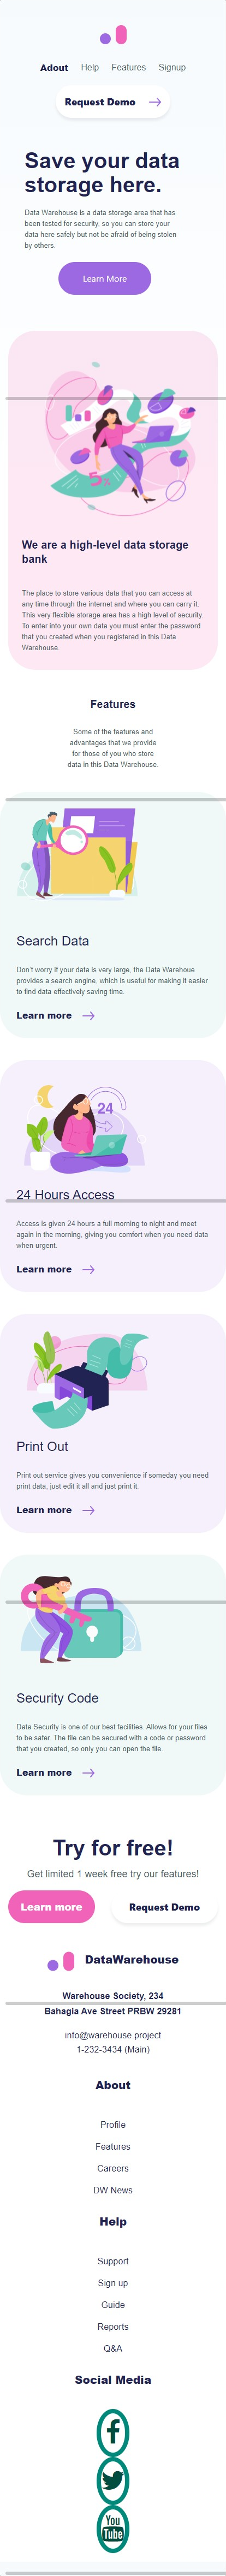 Adout Help Features Signup
Request Demo
Save your data
storage here.
Data Warehouse is a data storage area that has
been tested for security, so you can store your
data here safely but not be afraid of being stolen
by others.
Learn More
5x
We are a high-level data storage
bank
The place to store various data that you can access at
any time through the internet and where you can carry it.
This very flexible storage area has a high level of security.
To enter into your own data you must enter the password
that you created when you registered in this Data
Warehouse.
Features
Some of the features and
advantages that we provide
for those of you who store
data in this Data Warehouse.
Search Data
Don't worry if your data is very large, the Data Warehoue
provides a search engine, which is useful for making it easier
to find data effectively saving time.
Learn more
24
24 Hours Access
Access is given 24 hours a full morning to night and meet
again in the morning, giving you comfort when you need data
when urgent.
Learn more
Print Out
Print out service gives you convenience if someday you need
print data, just edit it all and just print it.
Learn more
Security Code
Data Security is one of our best facilities. Allows for your files
to be safer. The file can be secured with a code or password
that you created, so only you can open the file.
Learn more
Try for free!
Get limited 1 week free try our features!
Learn more Request Demo
DataWarehouse
Warehouse Society, 234
Bahagia Ave Street PRBW 29281
info@warehouse.project
1-232-3434 (Main)
About
Profile
Features
Careers
DW News
Help
Support
Sign up
Guide
Reports
Q&A
Social Media
You
Tube